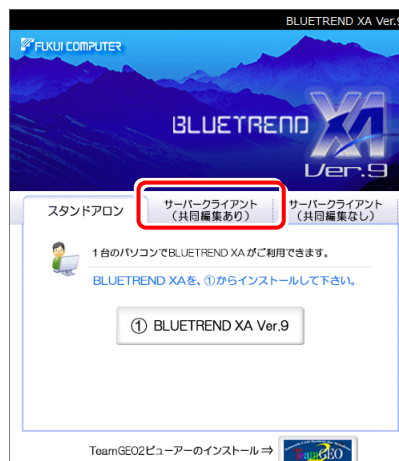 BLUETREND XA Ver.9
FUKUI COMPUTER
BLUETREND XA
Ver.9
スタンドアロン
サーバークライアント
（共同編集あり）
サーバークライアント
（共同編集なし）
1台のパソコンでBLUETREND XAがご利用できます。
BLUETREND XAを、①からインストールして下さい。
① BLUETREND XA Ver.9
TeamGEO2ビューアーのインストール⇒
TeamGEO